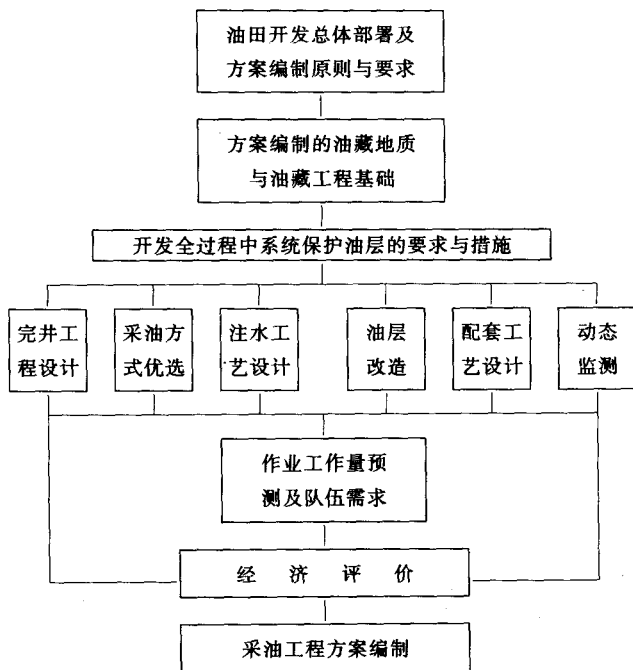 油田开发总体部署及
方案编制原则与要求
方案编制的油藏地质
与油藏工程基础
开发全过程中系统保护油层的要求与措施
完井工
程设计
采油方
式优选
注水工
艺设计
油层
改造
配套工
艺设计
动态
监测
作业工作量预
测及队伍需求
经济评价
采油工程方案编制